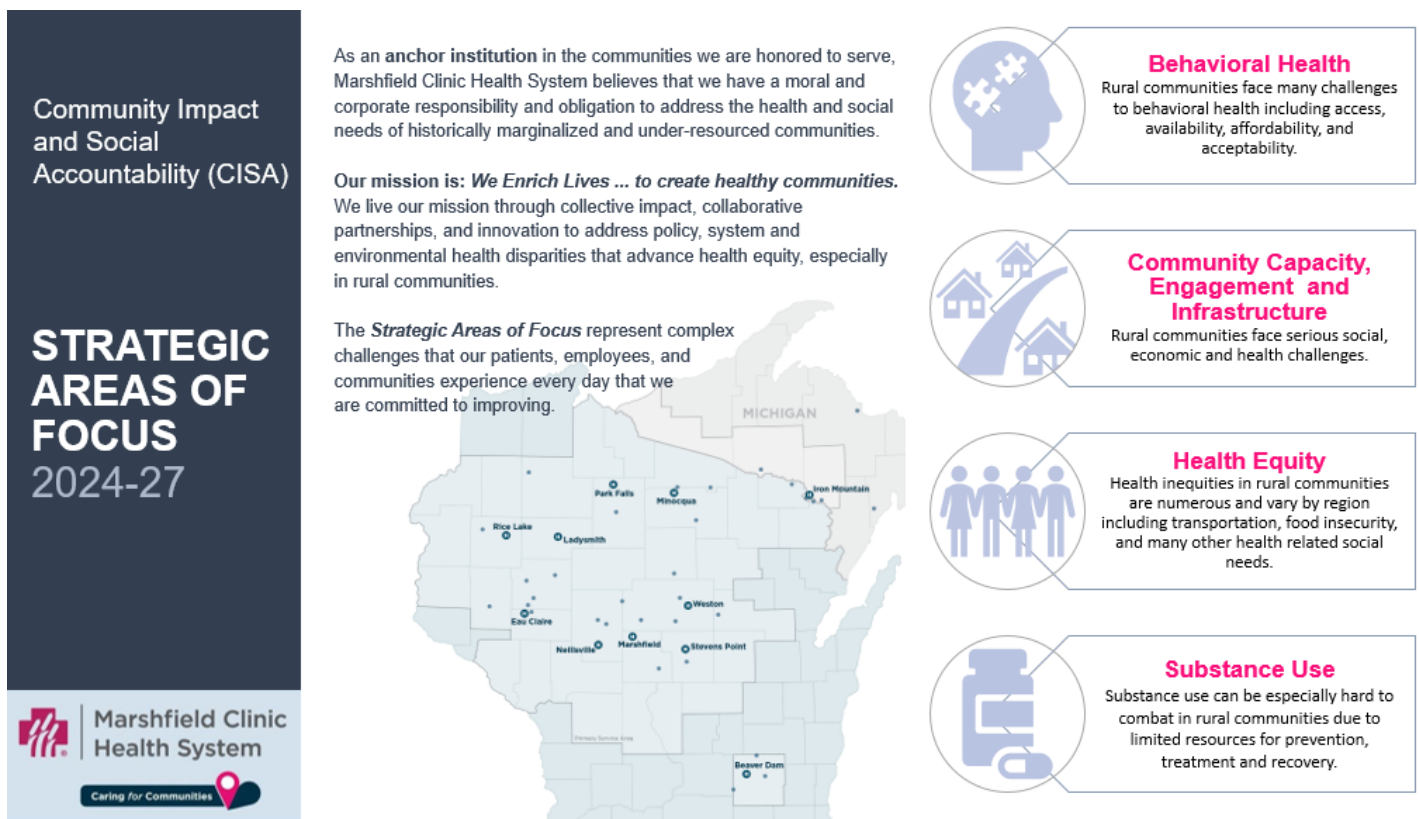 Community Impact
and Social
Accountability (CISA)
STRATEGIC
AREAS OF
FOCUS
2024-27
Marshfield Clinic
Health System
Caring for Communities
As an anchor institution in the communities we are honored to serve,
Marshfield Clinic Health System believes that we have a moral and
corporate responsibility and obligation to address the health and social
needs of historically marginalized and under-resourced communities.
Our mission is: We Enrich Lives ... to create healthy communities.
We live our mission through collective impact, collaborative
partnerships, and innovation to address policy, system and
environmental health disparities that advance health equity, especially
in rural communities.
The Strategic Areas of Focus represent complex
challenges that our patients, employees, and
communities experience every day that we
are committed to improving.
MICHIGAN
Park Falls
Minocqua
Iron Mountain
Rice Lake
Ladysmith
Weston
Eau Claire
Neillsville
Marshfield
Stevens Point
Primary Service Area
Beaver Dam
Behavioral Health
Rural communities face many challenges
to behavioral health including access,
availability, affordability, and
acceptability.
Community Capacity,
Engagement and
Infrastructure
Rural communities face serious social,
economic and health challenges.
Health Equity
Health inequities in rural communities
are numerous and vary by region
including transportation, food insecurity,
and many other health related social
needs.
Substance Use
Substance use can be especially hard to
combat in rural communities due to
limited resources for prevention,
treatment and recovery.